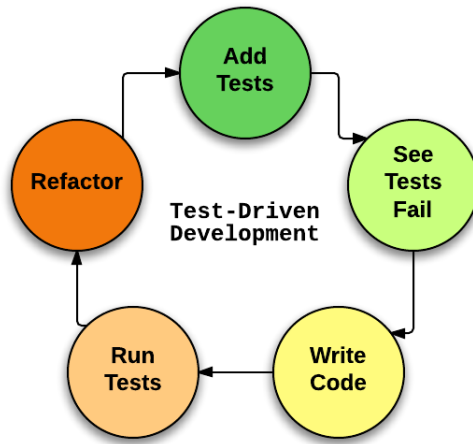 Add
Tests
See
Tests
Fail
Write
Code
Run
Tests
Refactor
Test-Driven
Development